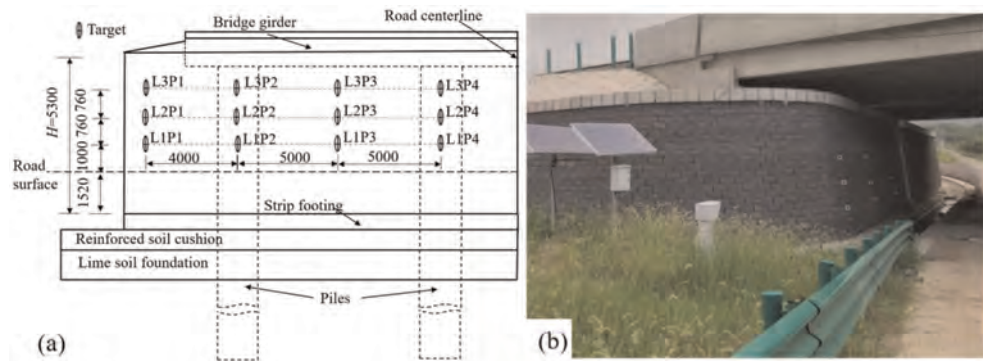 Target
Bridge girder
Road centerline
L3P1 L3P2 L3P3 L3P4
L2P1 L2P2 L2P3 L2P4
L1P1 L1P2 L1P3 L1P4
4000 5000 5000
H=5300
760
760
1000
1520
Road
surface
Strip footing
Reinforced soil cushion
Lime soil foundation
Piles
(a)
(b)